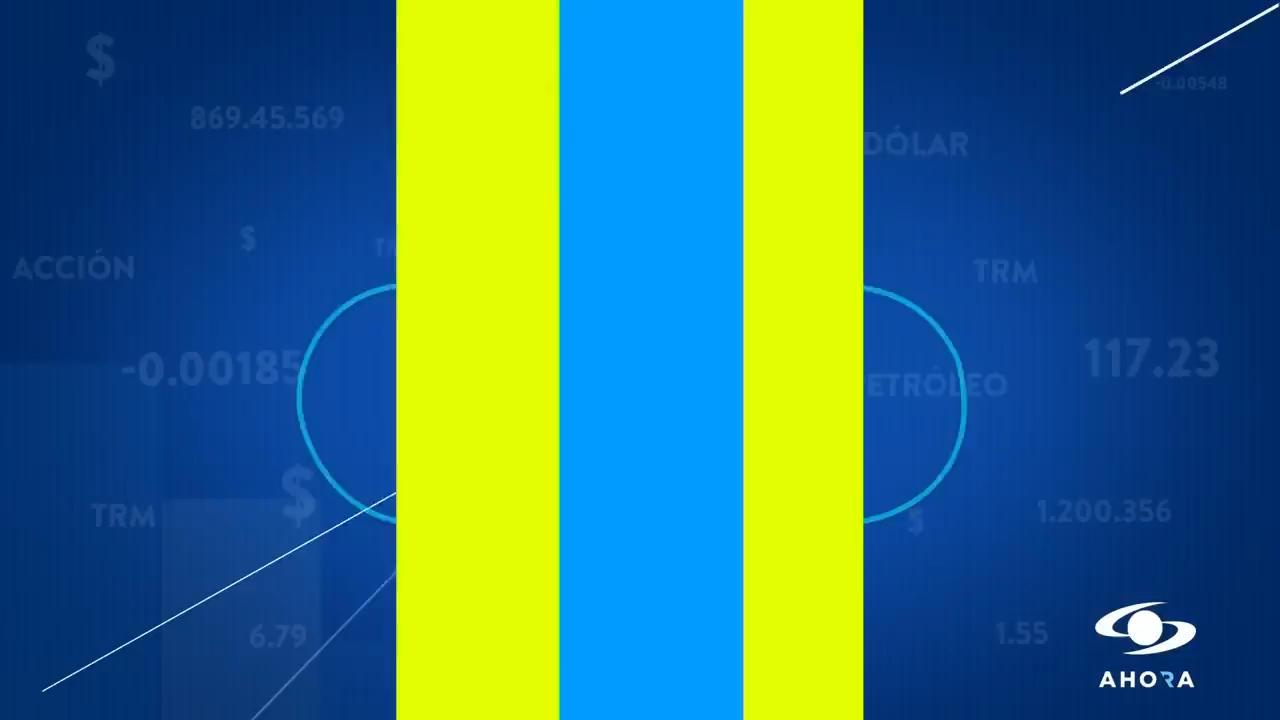 $
-0.00548
869.45.569
DÓLAR
$
ACCIÓN
TRM
-0.00185
117.23
ETRÓLEO
$
TRM
1.200.356
$
6.79
1.55
AHORA